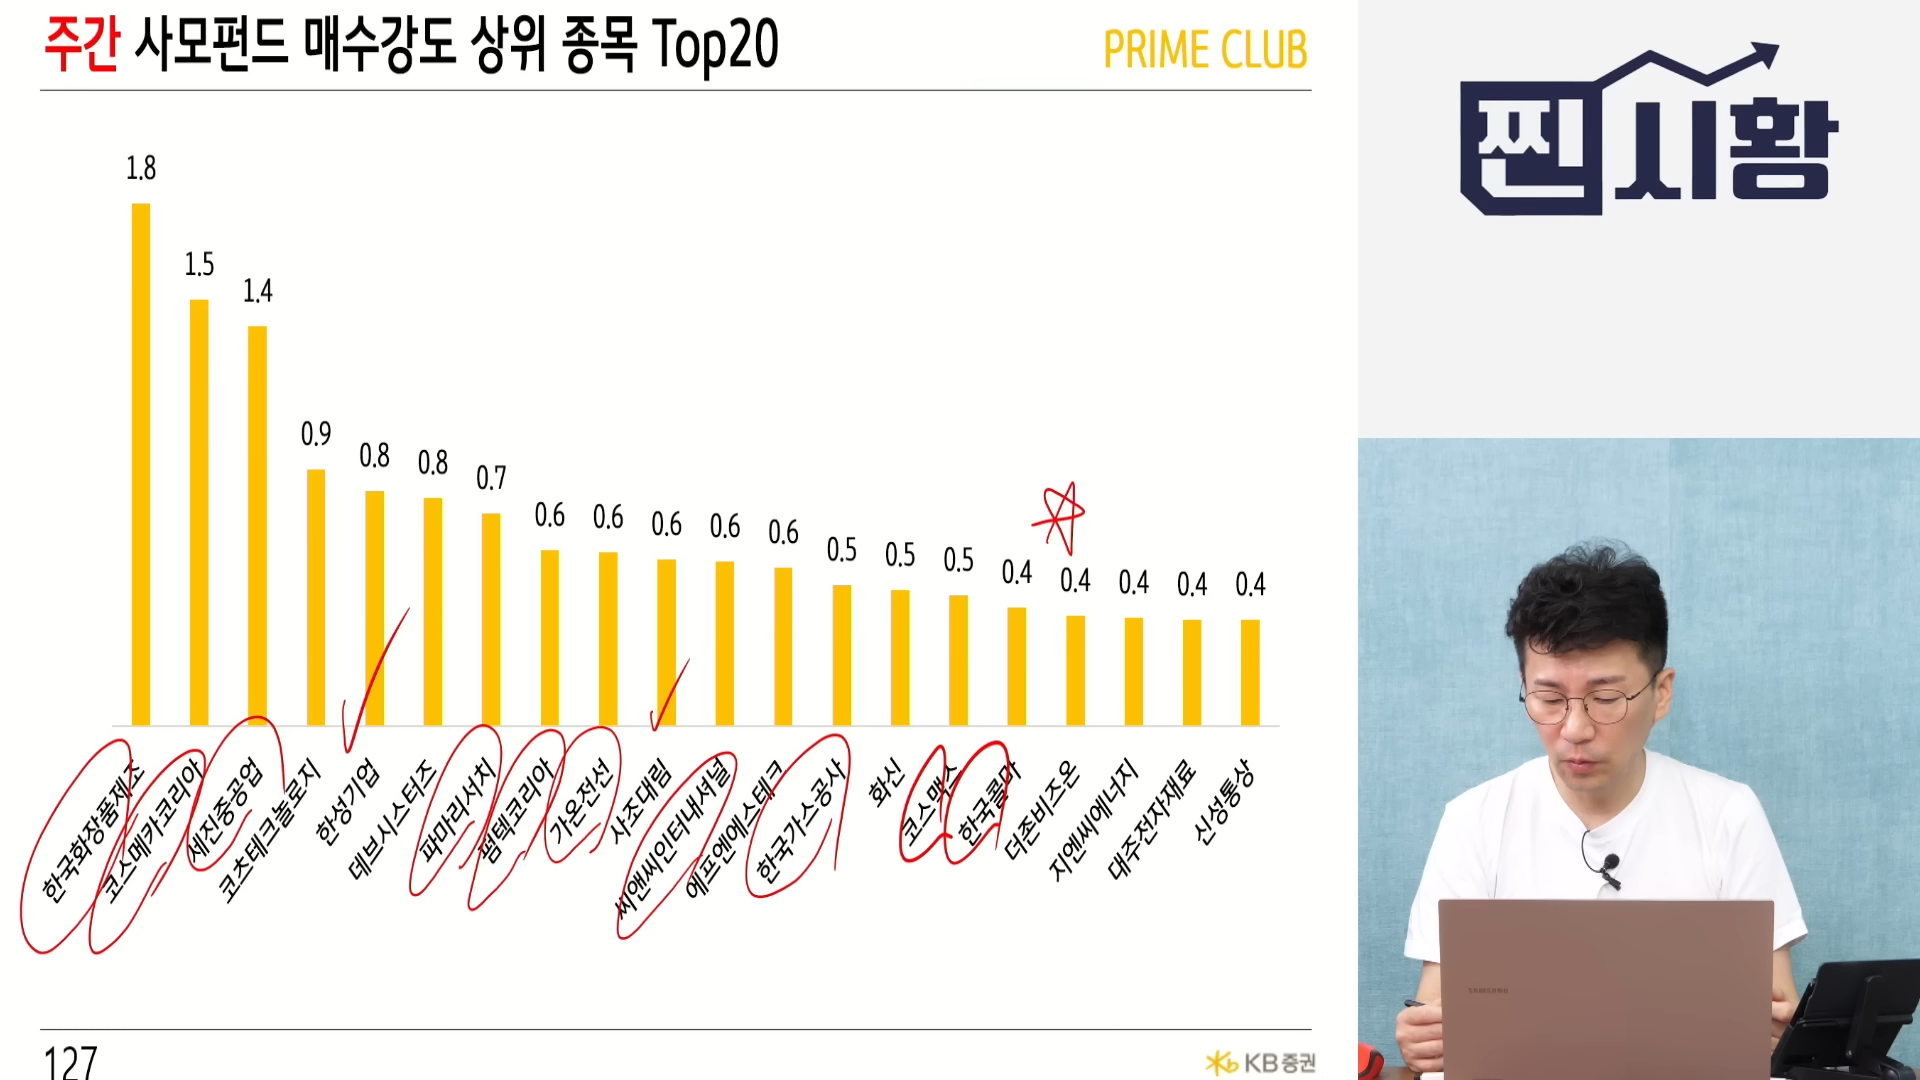 주간 사모펀드 매수강도 상위 종목 Top20
PRIME CLUB
찐시황
1.8
1.5
1.4
0.9
0.8
0.8
0.7
0.6
0.6
0.6
0.6
0.6
0.5
0.5
0.5
0.4
0.4
0.4
0.4
0.4
한국화장품제조
코스메카코리아
세진중공업
코츠테크놀로지
한성기업
데브시스터즈
파마리서치
펌텍코리아
가온전선
사조대림
씨앤씨인터내셔널
에프엔에스테크
한국가스공사
화신
코스맥스
한국콜마
더존비즈온
지앤씨에너지
대주전자재료
신성통상
127
KB증권
SAMSUNG